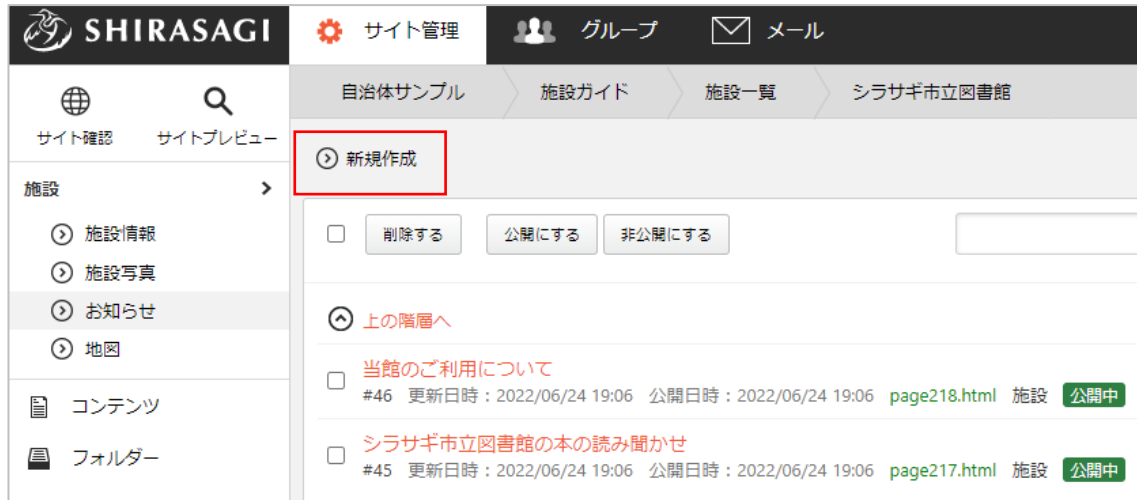 SHIRASAGI
サイト管理
グループ
メール
サイト確認
サイトプレビュー
自治体サンプル
施設ガイド
施設一覧
シラサギ市立図書館
新規作成
施設
施設情報
施設写真
お知らせ
地図
コンテンツ
フォルダー
削除する
公開にする
非公開にする
上の階層へ
当館のご利用について
#46 更新日時：2022/06/24 19:06 公開日時：2022/06/24 19:06 page218.html 施設 公開中
シラサギ市立図書館の本の読み聞かせ
#45 更新日時：2022/06/24 19:06 公開日時：2022/06/24 19:06 page217.html 施設 公開中